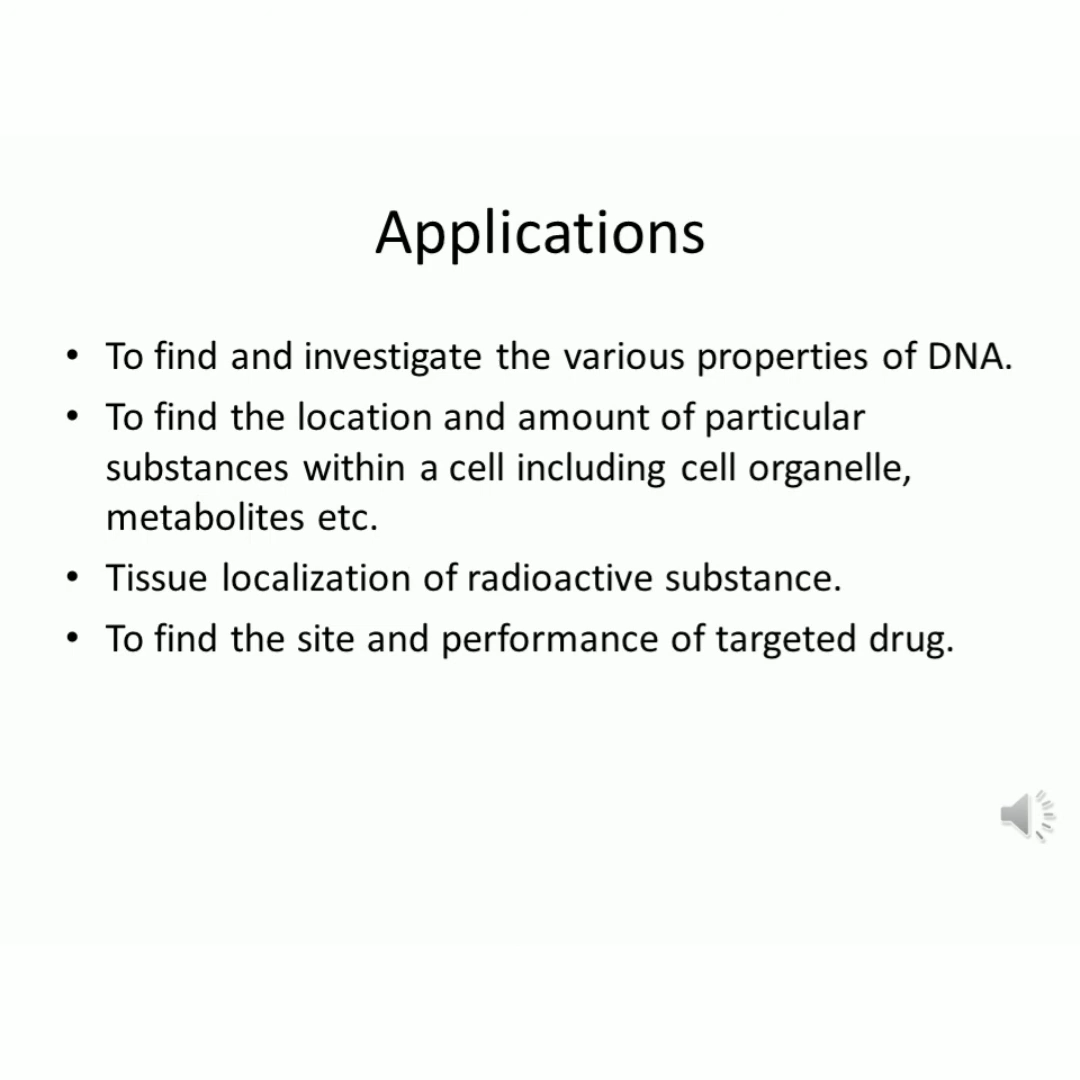 Applications
• To find and investigate the various properties of DNA.
• To find the location and amount of particular
substances within a cell including cell organelle,
metabolites etc.
• Tissue localization of radioactive substance.
• To find the site and performance of targeted drug.